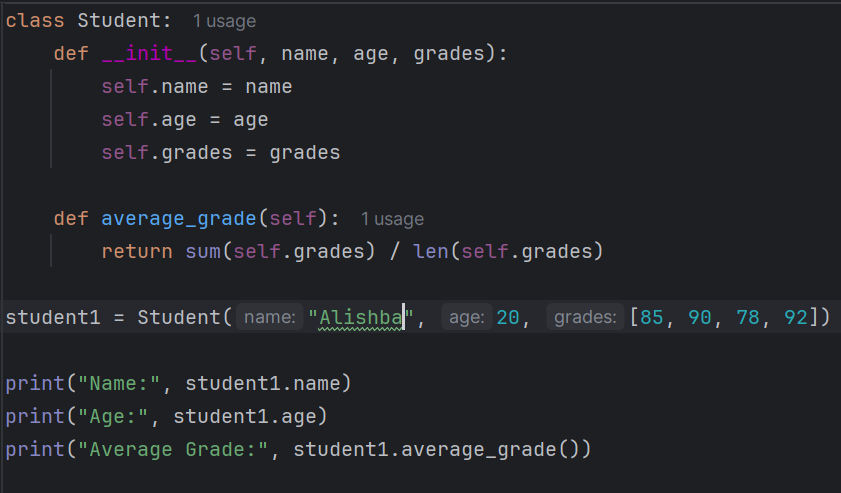 class Student: 1 usage
    def __init__(self, name, age, grades):
        self.name = name
        self.age = age
        self.grades = grades
    def average_grade(self): 1 usage
        return sum(self.grades) / len(self.grades)
student1 = Student( name: "Alishba", age: 20, grades: [85, 90, 78, 92])
print("Name:", student1.name)
print("Age:", student1.age)
print("Average Grade:", student1.average_grade())